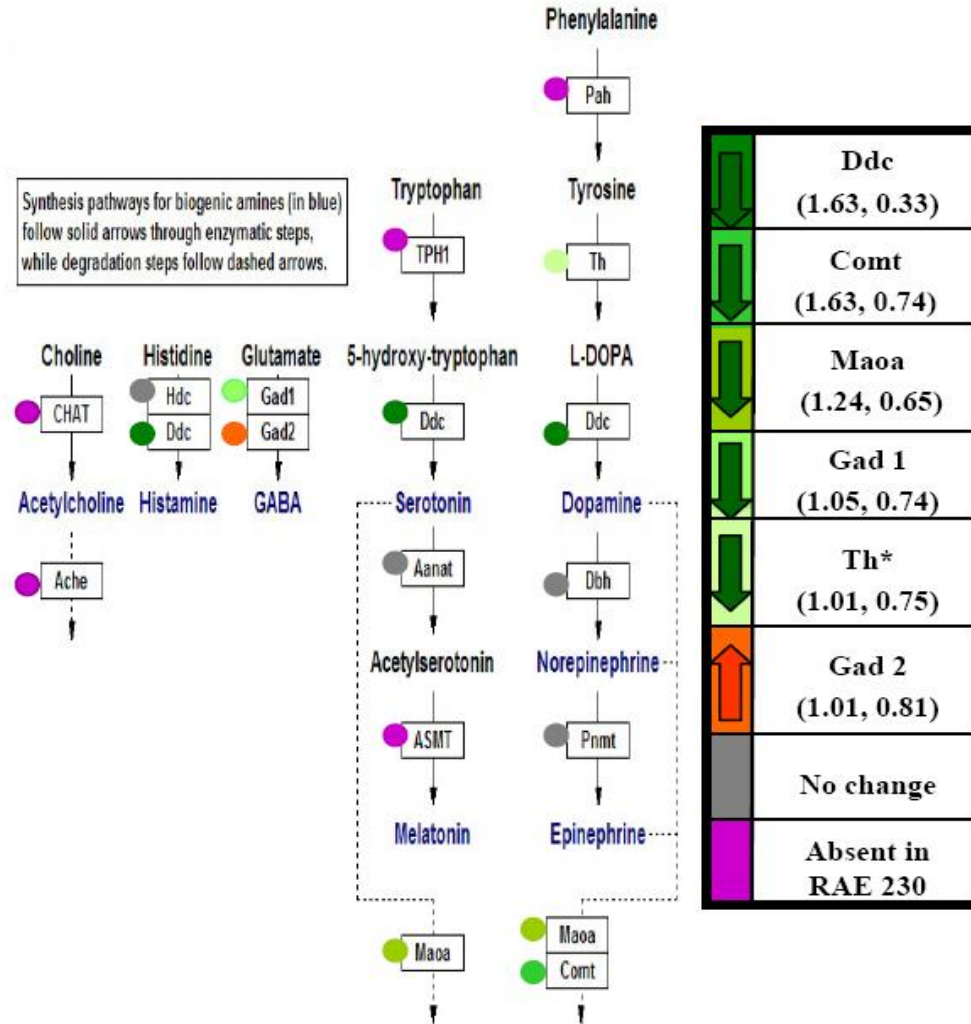 Phenylalanine
Pah
Synthesis pathways for biogenic amines (in blue)
follow solid arrows through enzymatic steps,
while degradation steps follow dashed arrows.
Tryptophan
Tyrosine
TPH1
Th
Choline
Histidine
Glutamate
5-hydroxy-tryptophan
L-DOPA
CHAT
Hdc
Ddc
Gad1
Gad2
Ddc
Ddc
Acetylcholine
Histamine
GABA
Serotonin
Dopamine
Ache
Aanat
Dbh
Acetylserotonin
Norepinephrine
ASMT
Pnmt
Melatonin
Epinephrine
Maoa
Maoa
Comt
Ddc
(1.63, 0.33)
Comt
(1.63, 0.74)
Maoa
(1.24, 0.65)
Gad 1
(1.05, 0.74)
Th*
(1.01, 0.75)
Gad 2
(1.01, 0.81)
No change
Absent in
RAE 230